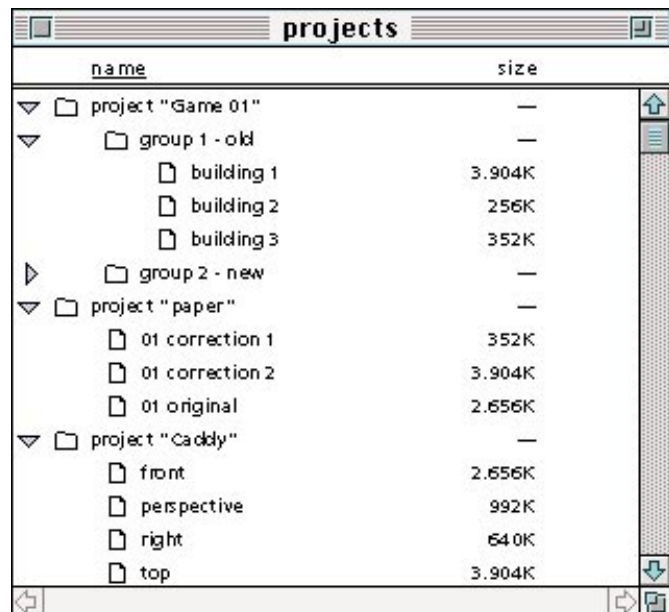 projects
name size
project "Game 01" —
group 1 - old —
building 1 3.904K
building 2 256K
building 3 352K
group 2 - new —
project "paper" —
01 correction 1 352K
01 correction 2 3.904K
01 original 2.656K
project "Caddy" —
front 2.656K
perspective 992K
right 640K
top 3.904K